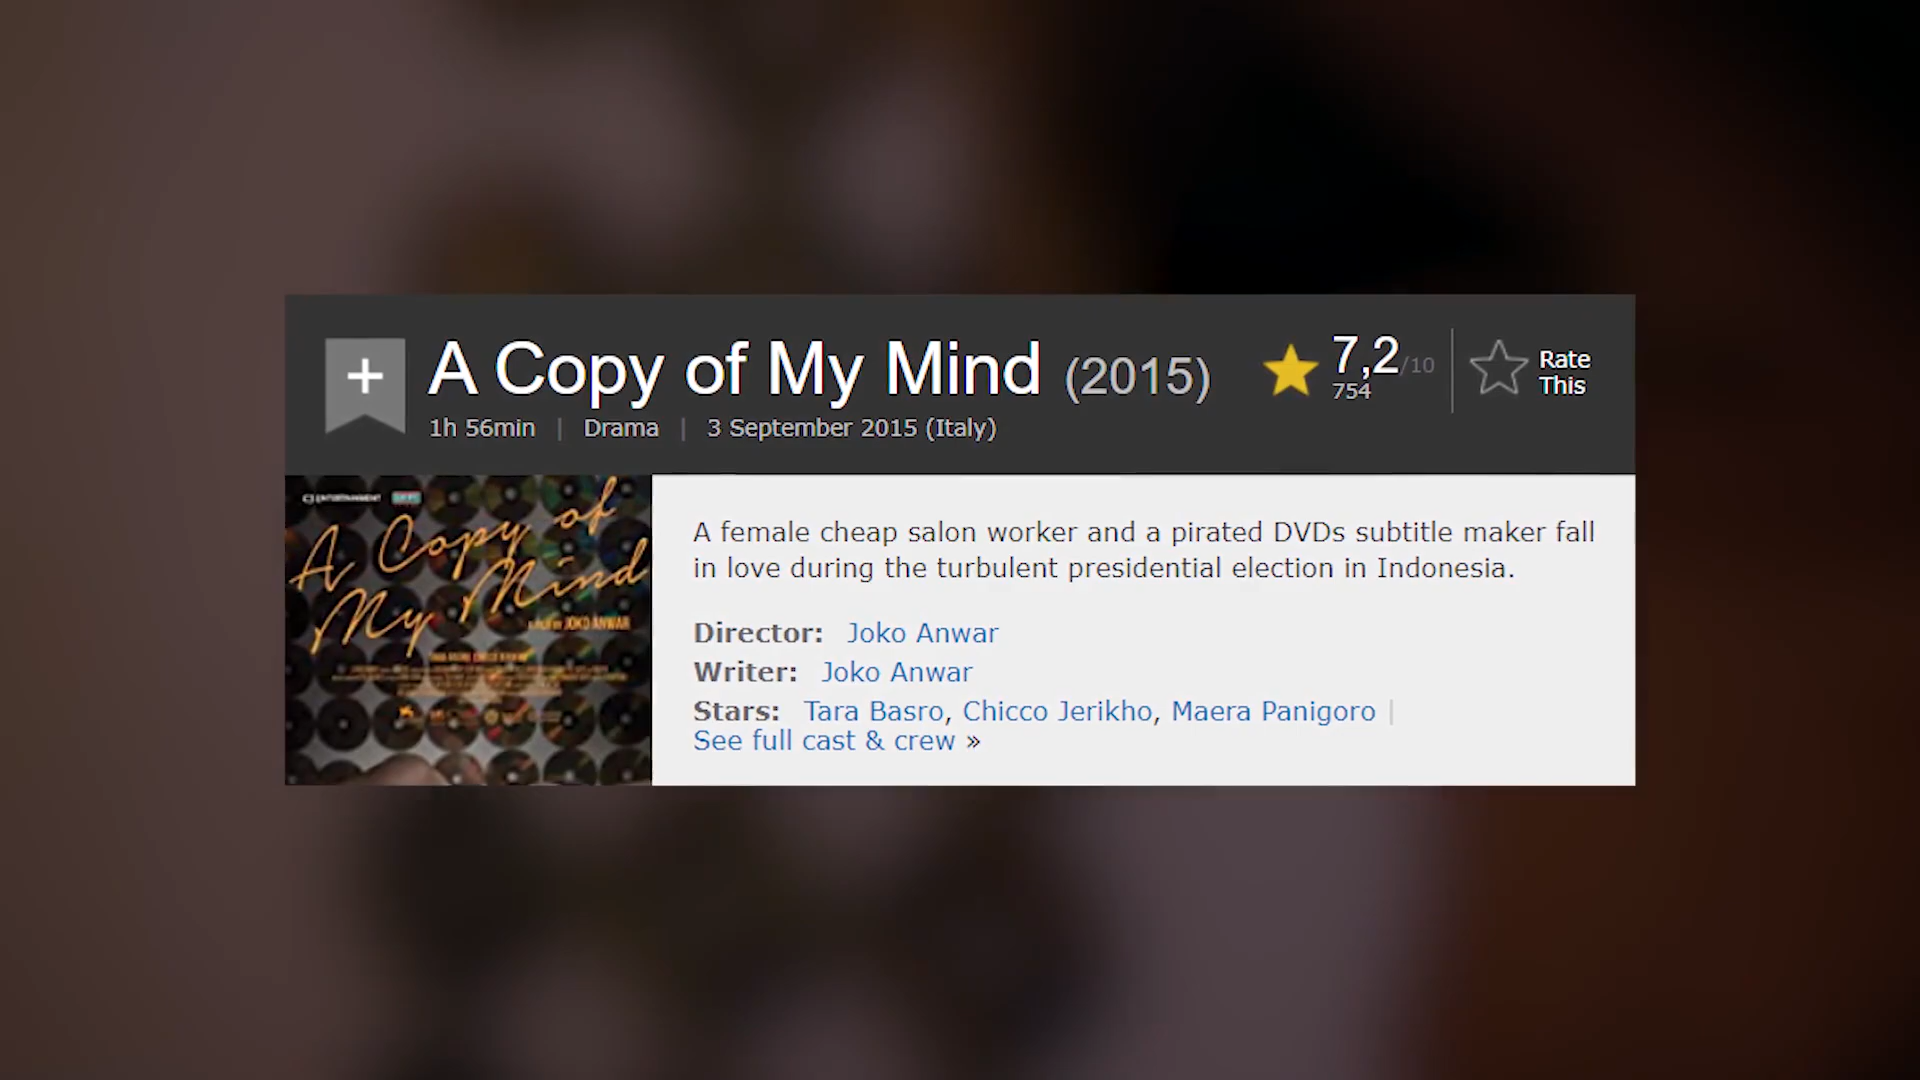 + A Copy of My Mind (2015)
7,2/10
754
Rate
This
1h 56min | Drama | 3 September 2015 (Italy)
ENTERTAINMENT
A Copy of
My Mind
JOKO ANWAR
A female cheap salon worker and a pirated DVDs subtitle maker fall
in love during the turbulent presidential election in Indonesia.
Director: Joko Anwar
Writer: Joko Anwar
Stars: Tara Basro, Chicco Jerikho, Maera Panigoro |
See full cast & crew »